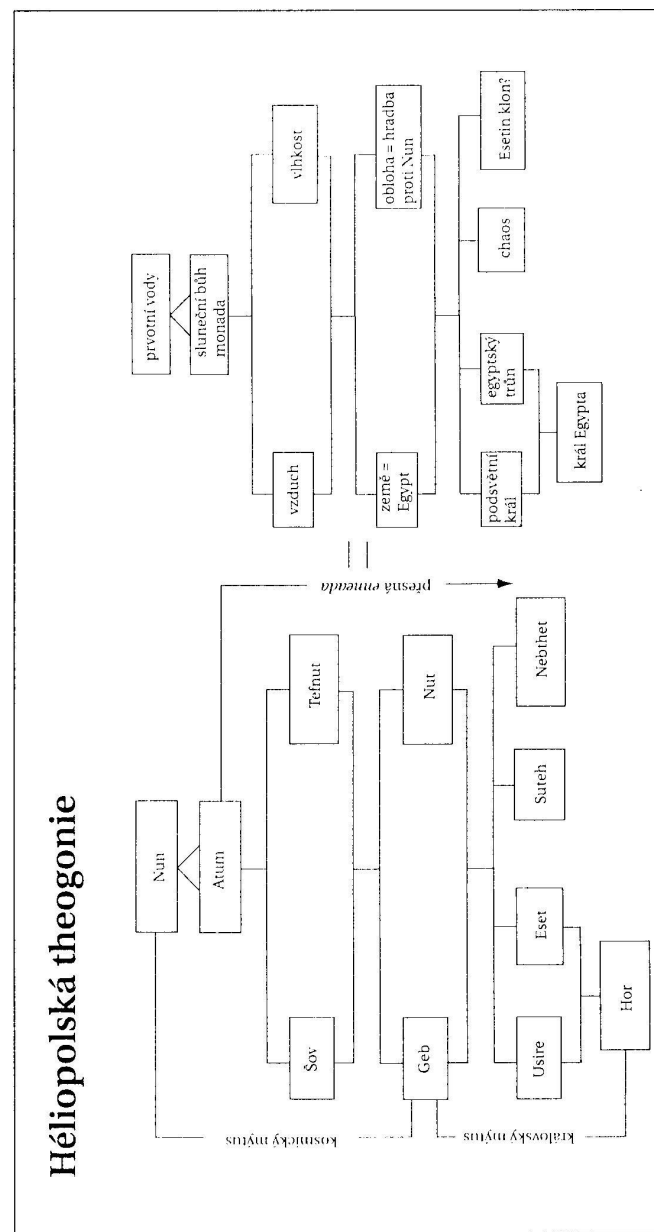 Héliopolská theogonie
Nun
Atum
Šov
Tefnut
Geb
Nut
Usire
Eset
Suteh
Nebthet
Hor
kosmický mýtus
královský mýtus
přesná enneada
prvotní vody
sluneční bůh
monada
vzduch
vlhkost
země =
Egypt
obloha = hradba
proti Nun
podsvětní
král
egyptský
trůn
chaos
Esetin klon?
král Egypta